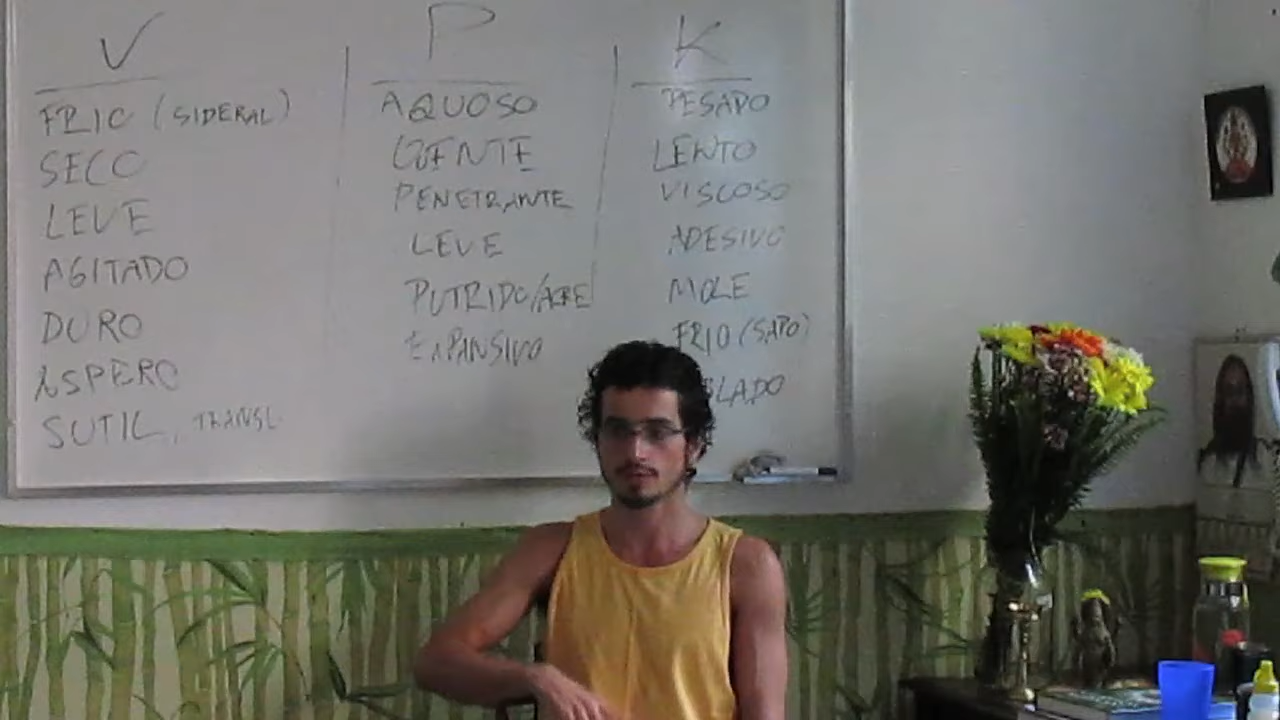 V
FRIO (SIDERAL)
SECO
LEVE
AGITADO
DURO
ÁSPERO
SUTIL, TRANSL
P
AQUOSO
QUENTE
PENETRANTE
LEVE
PUTRIDO/ACRE
EXPANSIVO
K
PESADO
LENTO
VISCOSO
ADESIVO
MOLE
FRIO (SAPO)
BLADO